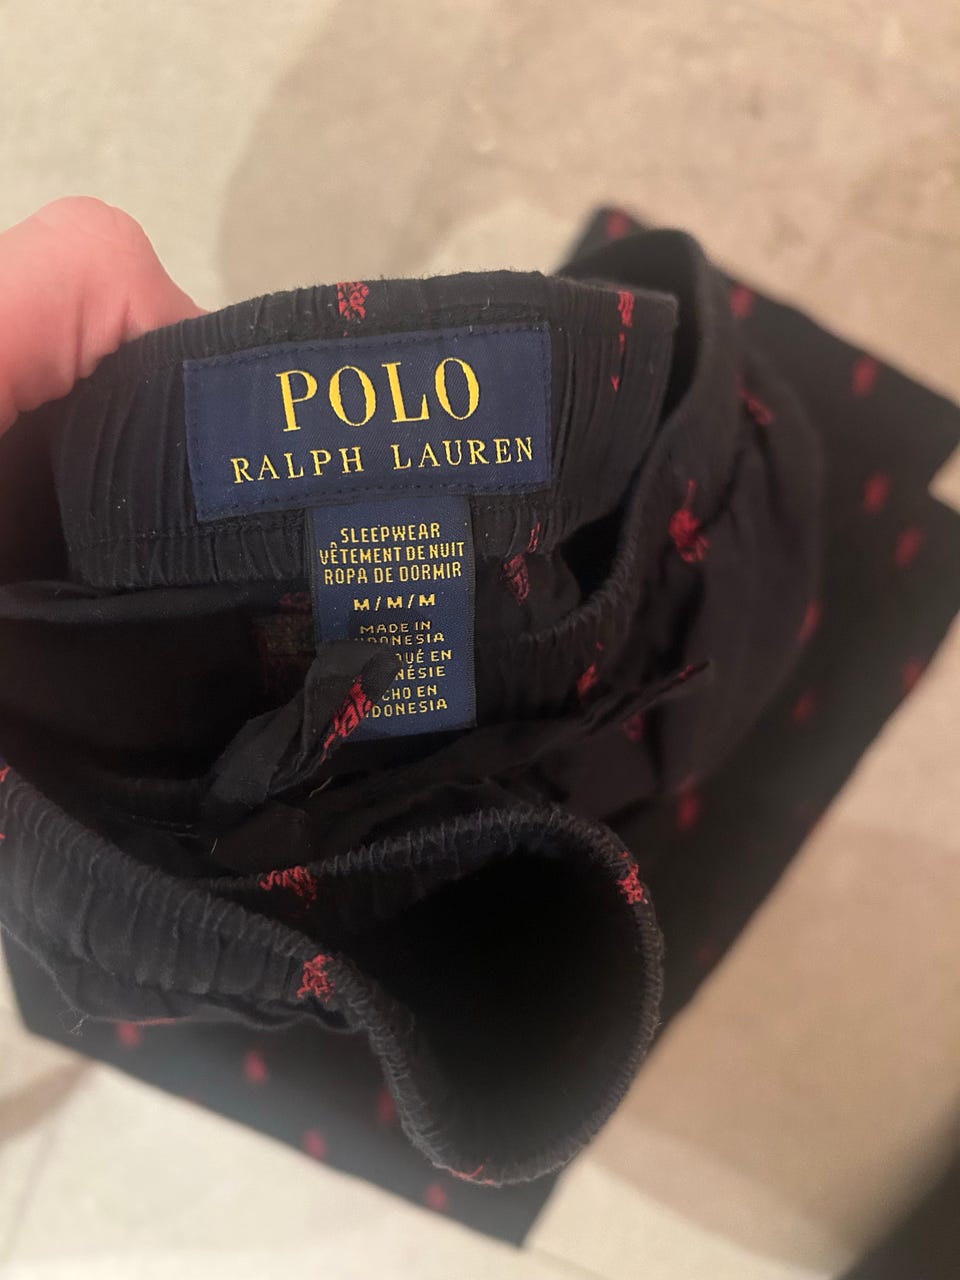 POLO
RALPH LAUREN
SLEEPWEAR
VÊTEMENT DE NUIT
ROPA DE DORMIR
M/M/M
MADE IN
EN
EN